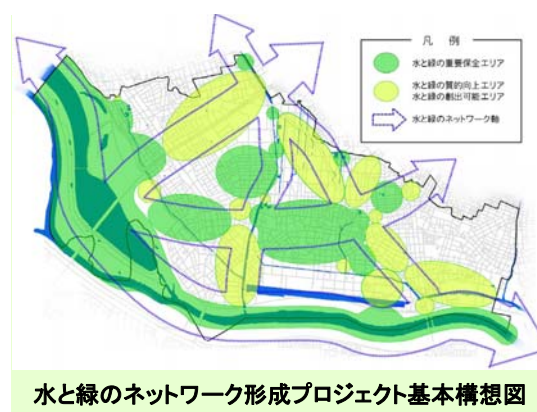 凡 例
水と緑の重要保全エリア
水と緑の質的向上エリア
水と緑の創出可能エリア
水と緑のネットワーク軸
水と緑のネットワーク形成プロジェクト基本構想図